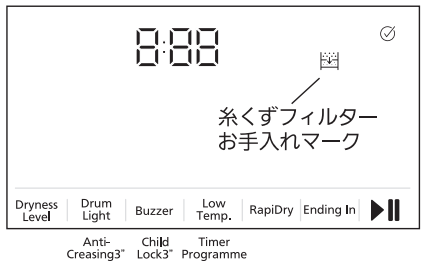 8:88
糸くずフィルター
お手入れマーク
Dryness Level
Drum Light
Buzzer
Low Temp.
RapiDry
Ending In
Anti-Creasing3"
Child Lock3"
Timer Programme